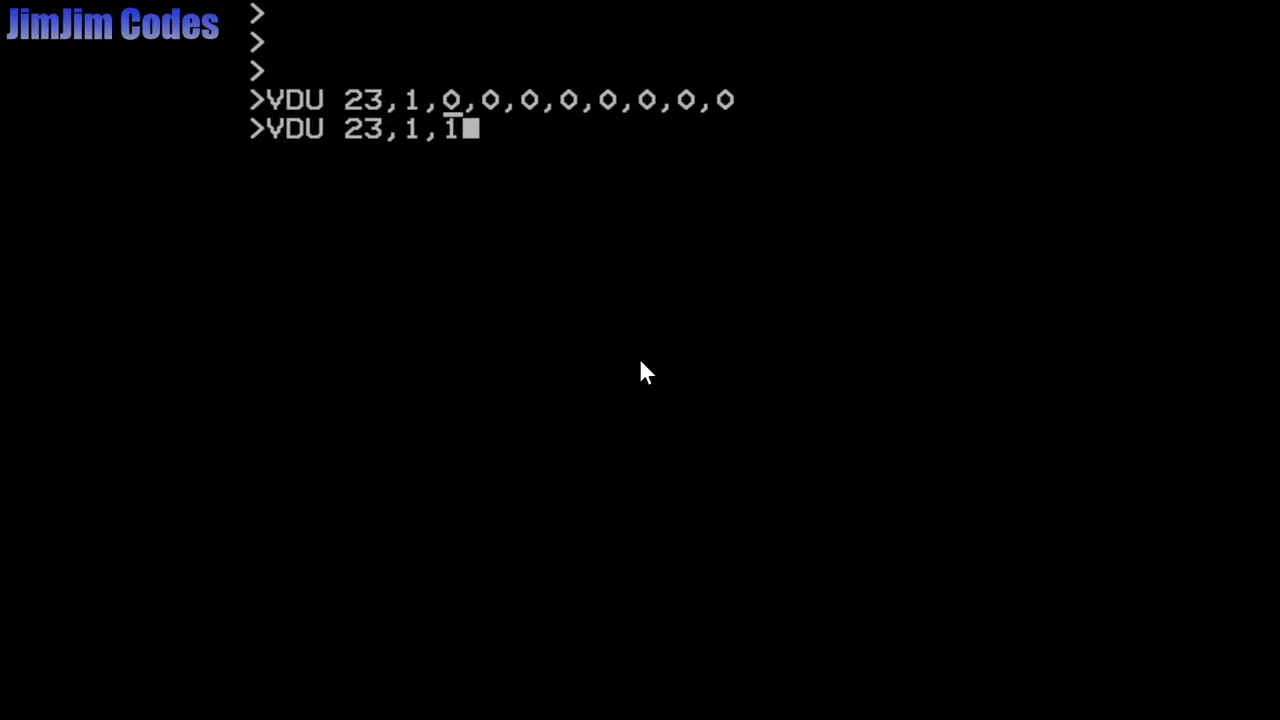 JimJim Codes
>
>
>
>VDU 23,1,0,0,0,0,0,0,0,0
>VDU 23,1,1